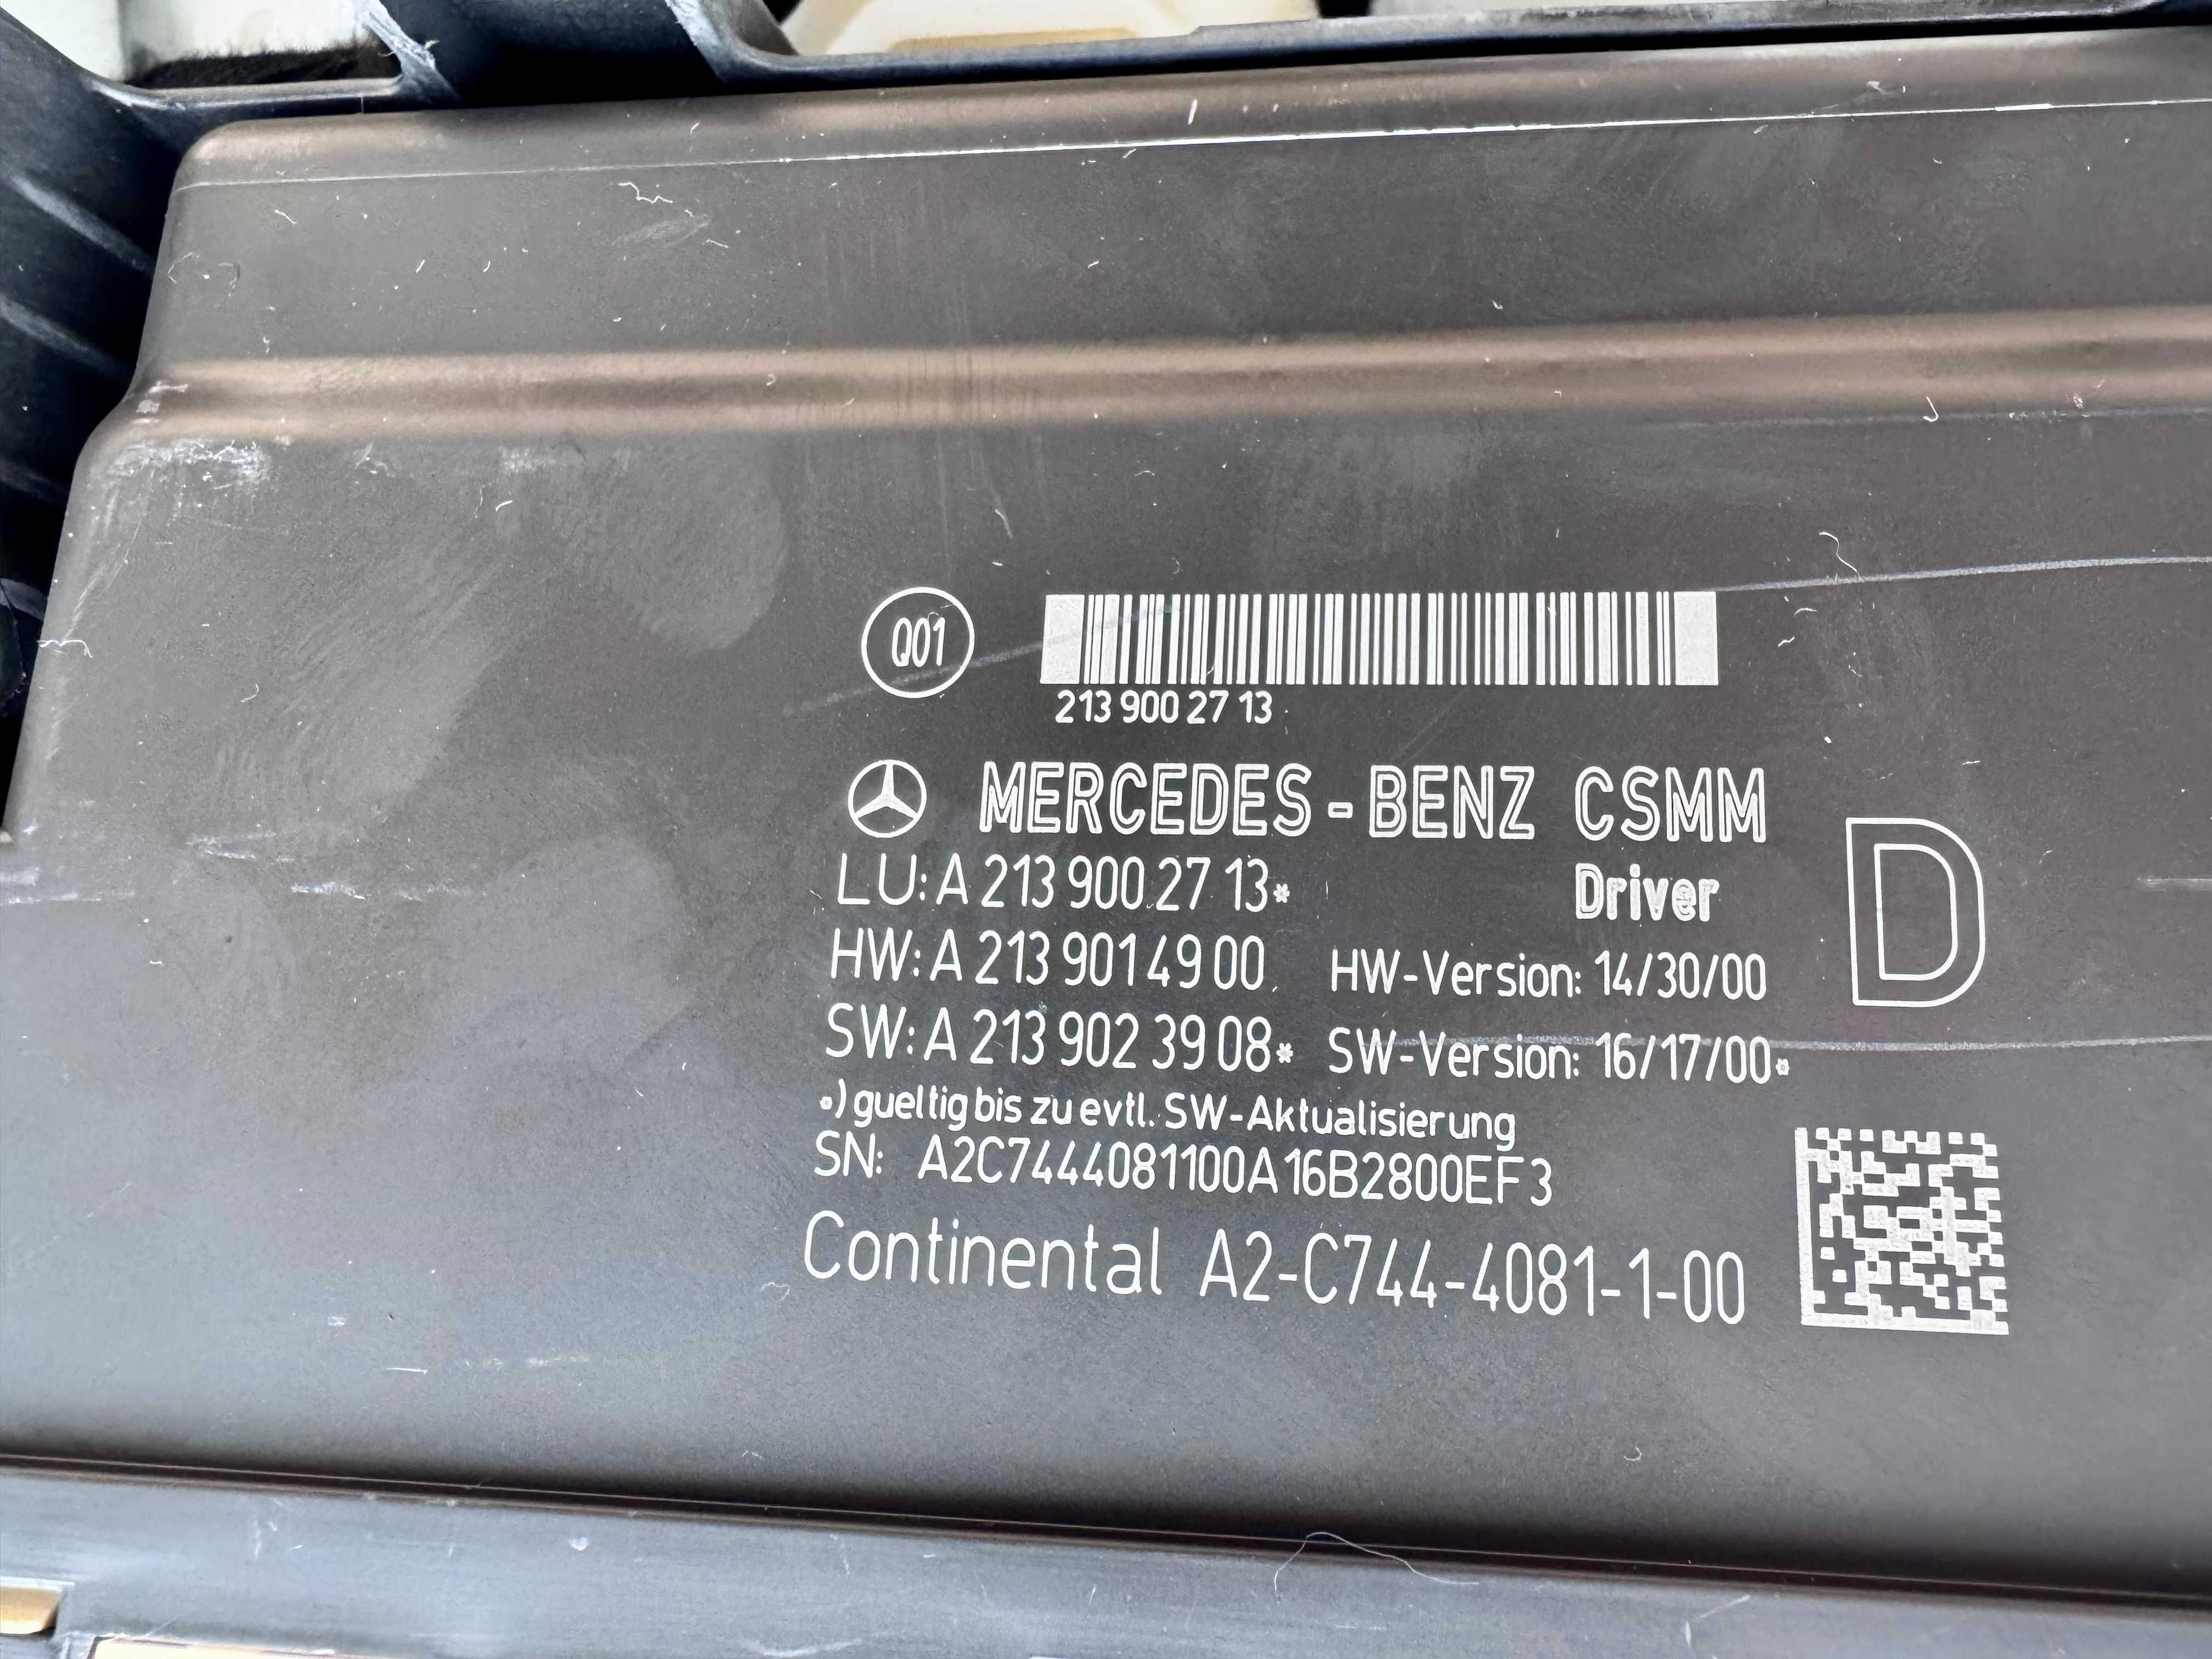 Q01
213 900 27 13
MERCEDES-BENZ CSMM
LU: A 213 900 27 13*
Driver
D
HW: A 213 901 49 00
HW-Version: 14/30/00
SW: A 213 902 39 08*
SW-Version: 16/17/00*
*) gueltig bis zu evtl. SW-Aktualisierung
SN: A2C7444081100A16B2800EF3
Continental A2-C744-4081-1-00